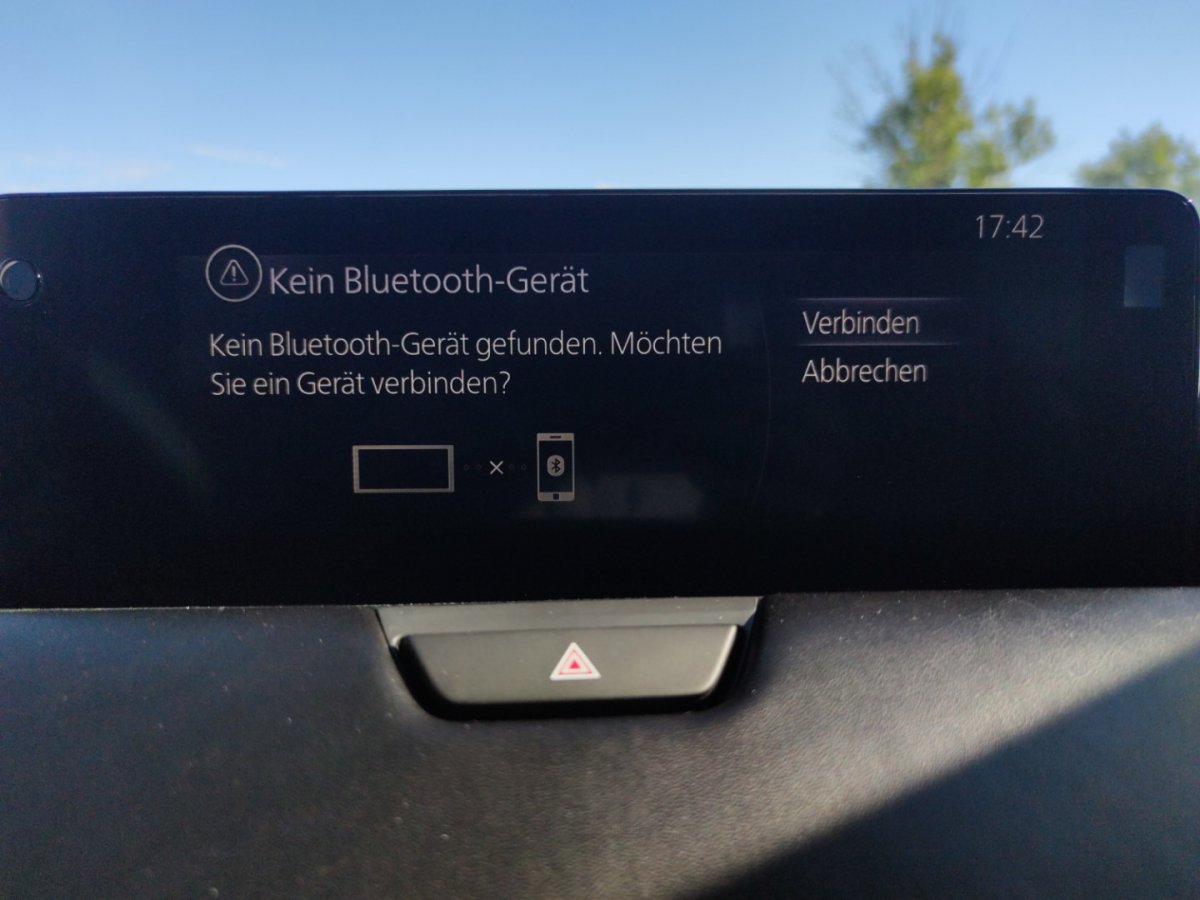 17:42
Kein Bluetooth-Gerät
Kein Bluetooth-Gerät gefunden. Möchten
Sie ein Gerät verbinden?
Verbinden
Abbrechen